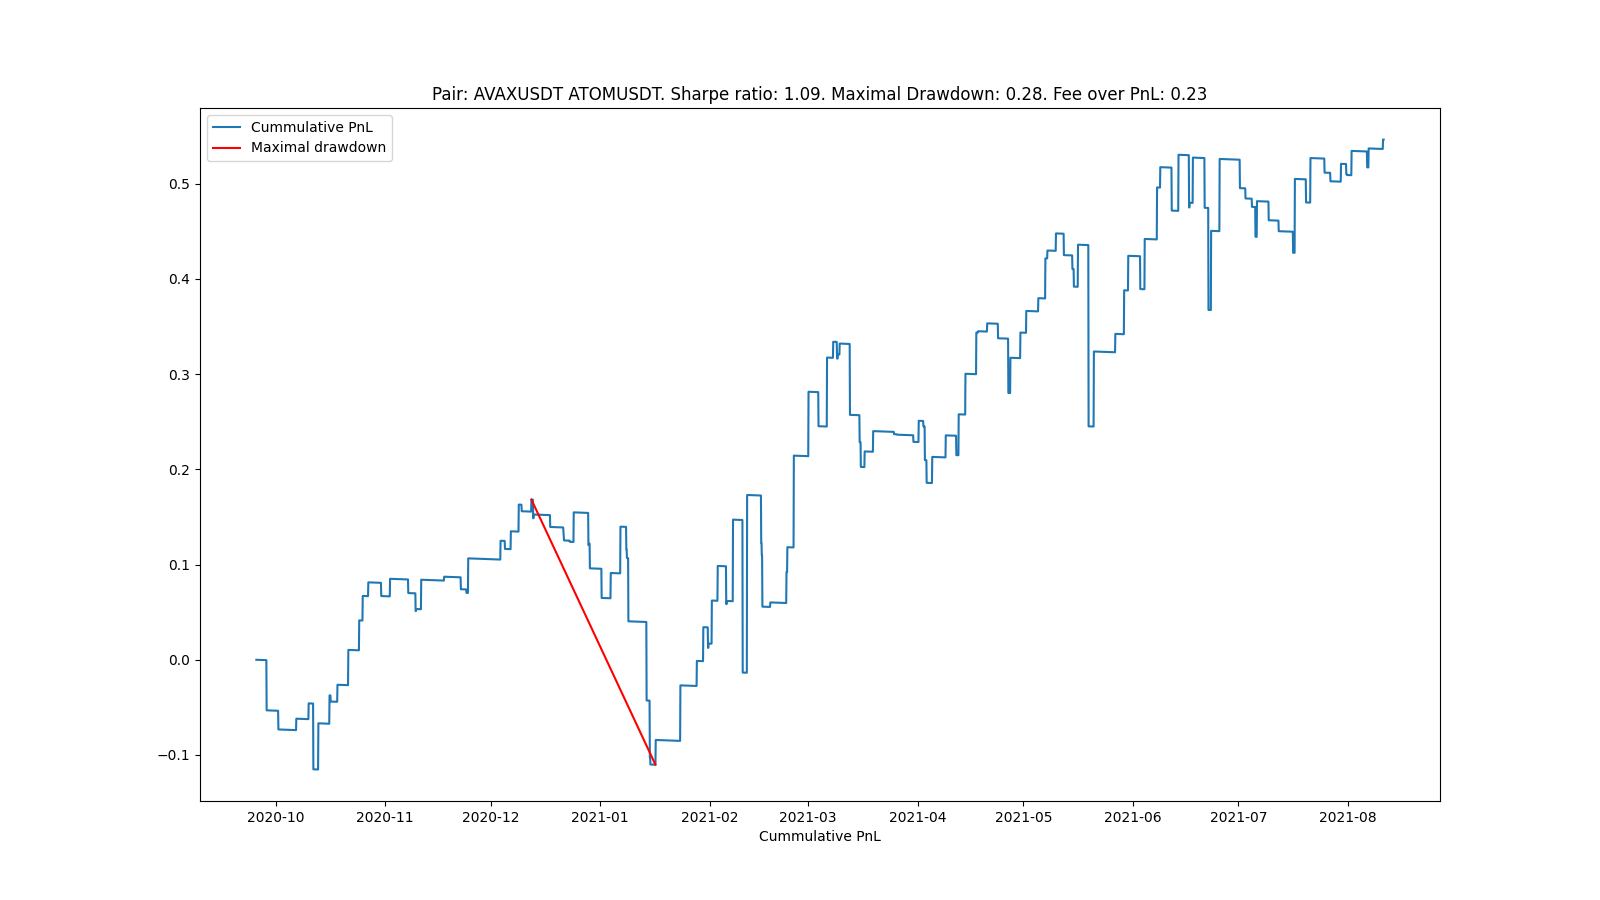 Pair: AVAXUSDT ATOMUSDT. Sharpe ratio: 1.09. Maximal Drawdown: 0.28. Fee over PnL: 0.23
Cummulative PnL
Maximal drawdown
0.5
0.4
0.3
0.2
0.1
0.0
−0.1
2020-10 2020-11 2020-12 2021-01 2021-02 2021-03 2021-04 2021-05 2021-06 2021-07 2021-08
Cummulative PnL